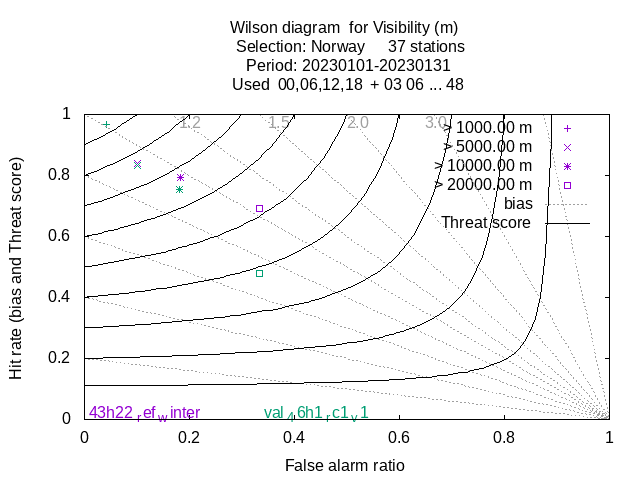 Wilson diagram for Visibility (m)
Selection: Norway 37 stations
Period: 20230101-20230131
Used 00,06,12,18 + 03 06 ... 48
1.2 1.5 2.0 3.0
> 1000.00 m
> 5000.00 m
> 10000.00 m
> 20000.00 m
bias
Threat score
Hit rate (bias and Threat score)
1
0.8
0.6
0.4
0.2
0
43h22ref winter val46h1rc1v1
0 0.2 0.4 0.6 0.8 1
False alarm ratio